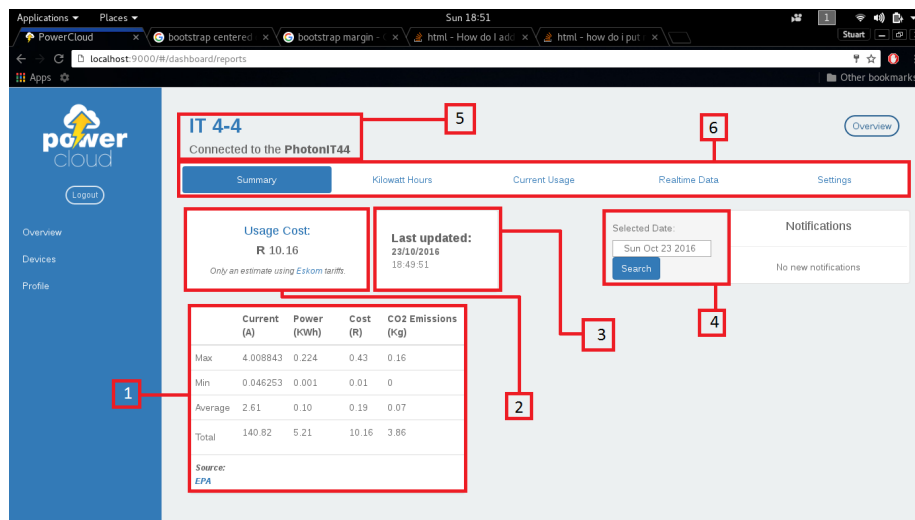 Applications ▾ Places ▾ Sun 18:51 1
PowerCloud × bootstrap centered × bootstrap margin - × html - How do I add × html - how do i put × Stuart
localhost:9000/#/dashboard/reports
Apps Other bookmarks
power
cloud
Logout
Overview
Devices
Profile
IT 4-4
Connected to the PhotonIT44
5
6
Overview
Summary Kilowatt Hours Current Usage Realtime Data Settings
Usage Cost:
R 10.16
Only an estimate using Eskom tariffs.
Last updated:
23/10/2016
18:49:51
Selected Date:
Sun Oct 23 2016
Search
Notifications
No new notifications
4
3
2
1
Current (A) Power (KWh) Cost (R) CO2 Emissions (Kg)
Max 4.008843 0.224 0.43 0.16
Min 0.046253 0.001 0.01 0
Average 2.61 0.10 0.19 0.07
Total 140.82 5.21 10.16 3.86
Source:
EPA